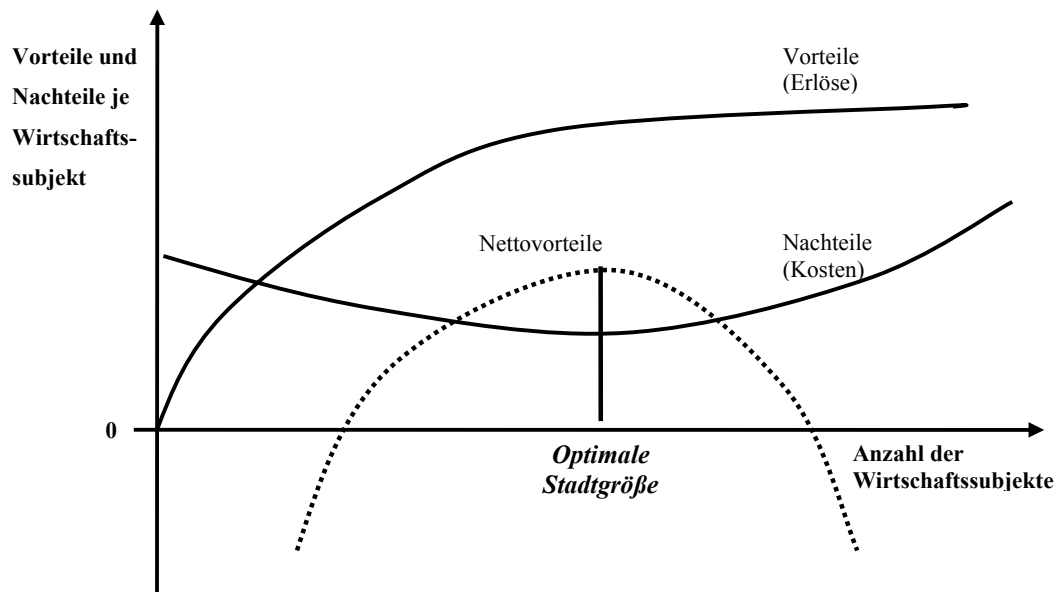 Vorteile und
Nachteile je
Wirtschafts-
subjekt
Vorteile
(Erlöse)
Nettovorteile
Nachteile
(Kosten)
0
Optimale
Stadtgröße
Anzahl der
Wirtschaftssubjekte